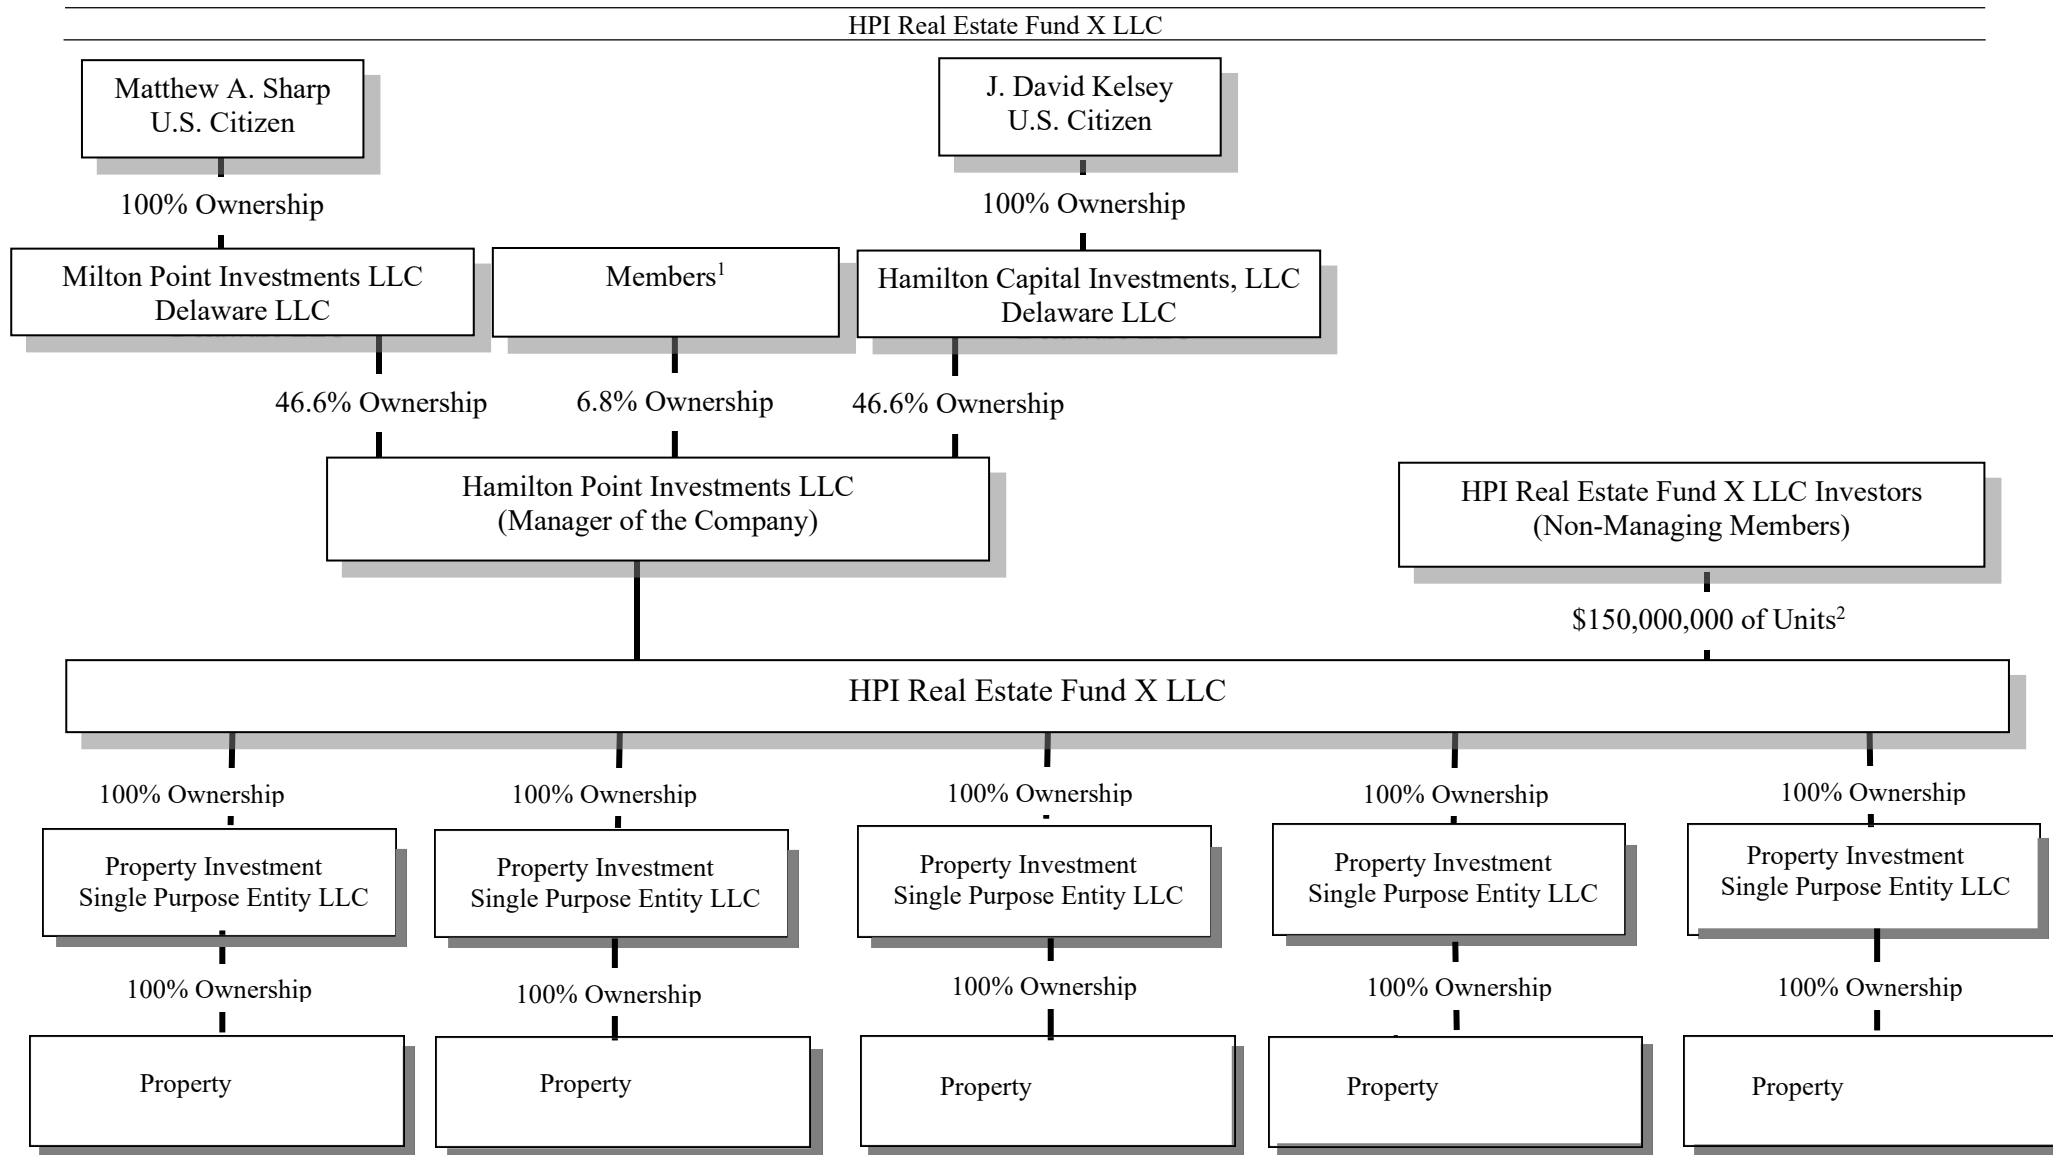 HPI Real Estate Fund X LLC
Matthew A. Sharp
U.S. Citizen
J. David Kelsey
U.S. Citizen
100% Ownership
100% Ownership
Milton Point Investments LLC
Delaware LLC
Members1
Hamilton Capital Investments, LLC
Delaware LLC
46.6% Ownership
6.8% Ownership
46.6% Ownership
Hamilton Point Investments LLC
(Manager of the Company)
HPI Real Estate Fund X LLC Investors
(Non-Managing Members)
$150,000,000 of Units2
HPI Real Estate Fund X LLC
100% Ownership
100% Ownership
100% Ownership
100% Ownership
100% Ownership
Property Investment
Single Purpose Entity LLC
Property Investment
Single Purpose Entity LLC
Property Investment
Single Purpose Entity LLC
Property Investment
Single Purpose Entity LLC
Property Investment
Single Purpose Entity LLC
100% Ownership
100% Ownership
100% Ownership
100% Ownership
100% Ownership
Property
Property
Property
Property
Property